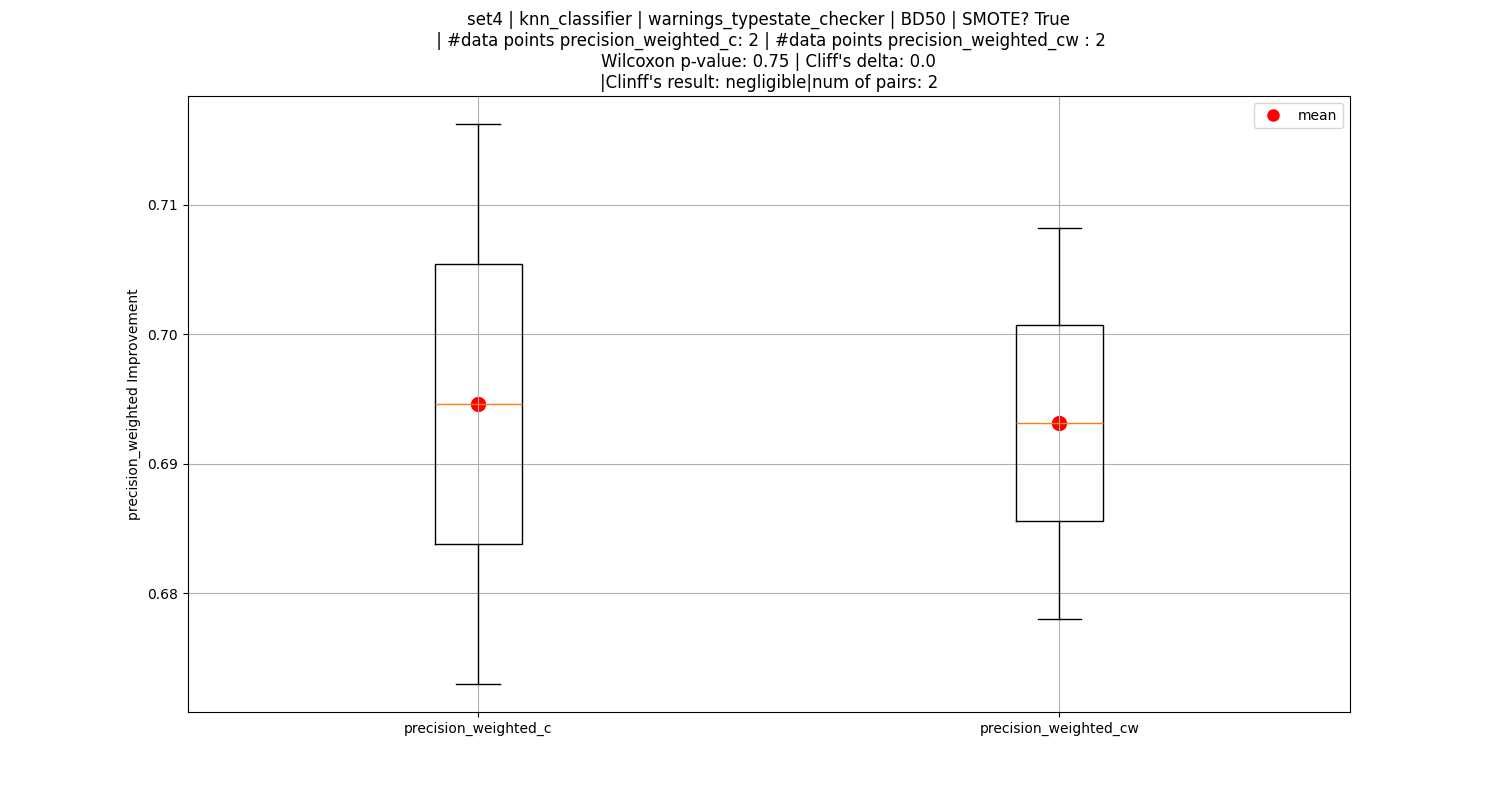 set4 | knn_classifier | warnings_typestate_checker | BD50 | SMOTE? True
| #data points precision_weighted_c: 2 | #data points precision_weighted_cw : 2
Wilcoxon p-value: 0.75 | Cliff's delta: 0.0
|Clinff's result: negligible|num of pairs: 2
mean
0.71
0.70
0.69
0.68
precision_weighted Improvement
precision_weighted_c
precision_weighted_cw